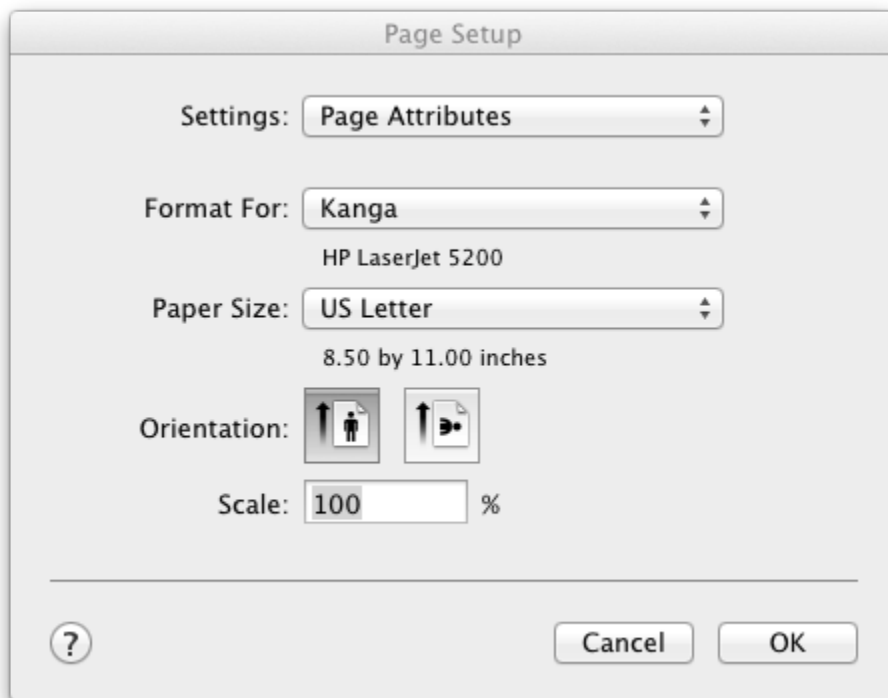 Page Setup
Settings: Page Attributes
Format For: Kanga
HP LaserJet 5200
Paper Size: US Letter
8.50 by 11.00 inches
Orientation:
Scale: 100 %
? Cancel OK